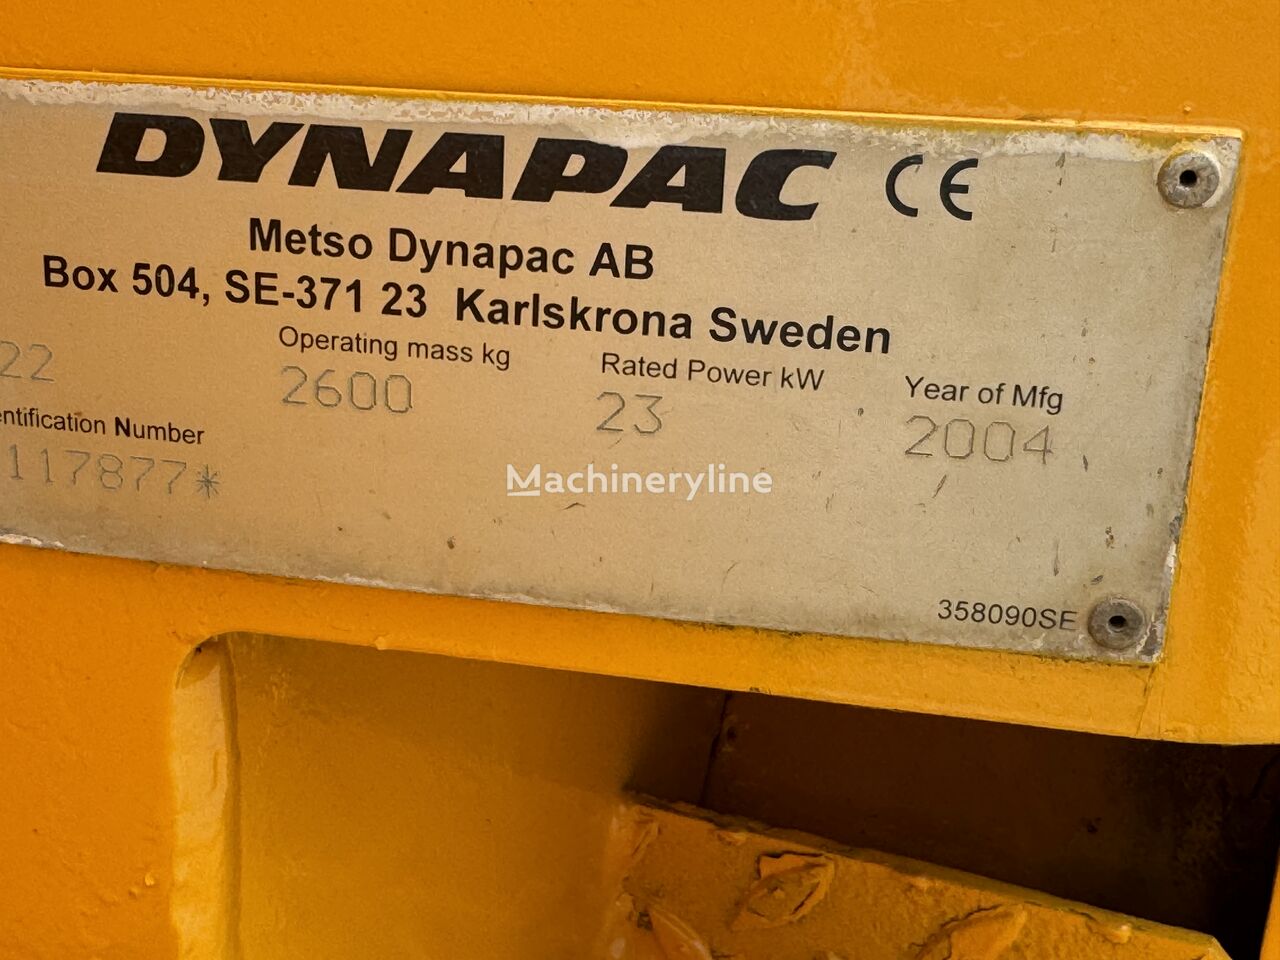 DYNAPAC CE
Metso Dynapac AB
Box 504, SE-371 23 Karlskrona Sweden
Operating mass kg Rated Power kW Year of Mfg
22 2600 23 2004
entification Number
117877*
Machineryline
358090SE